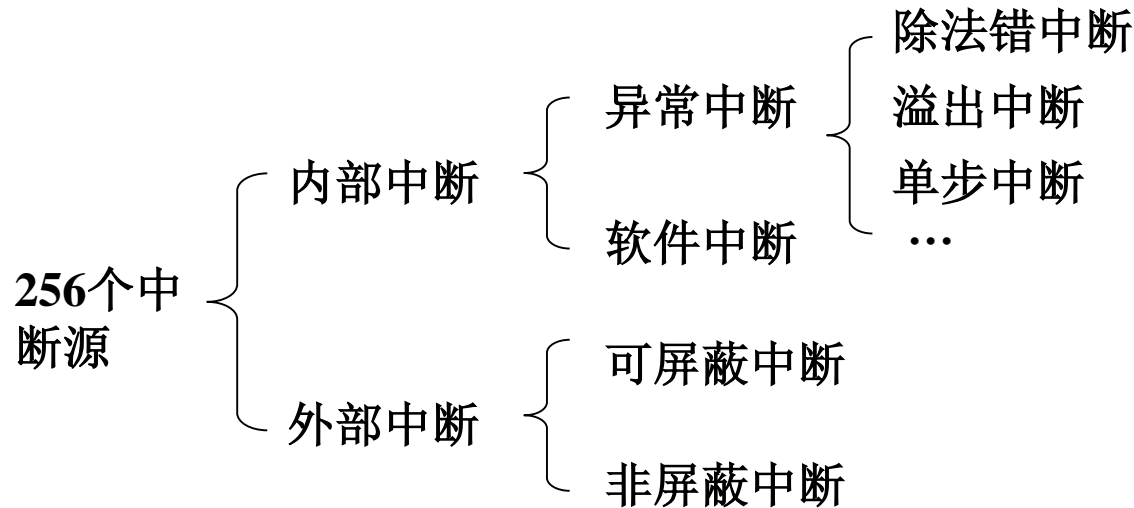 除法错中断
异常中断
溢出中断
内部中断
单步中断
软件中断
…
256个中
断源
可屏蔽中断
外部中断
非屏蔽中断